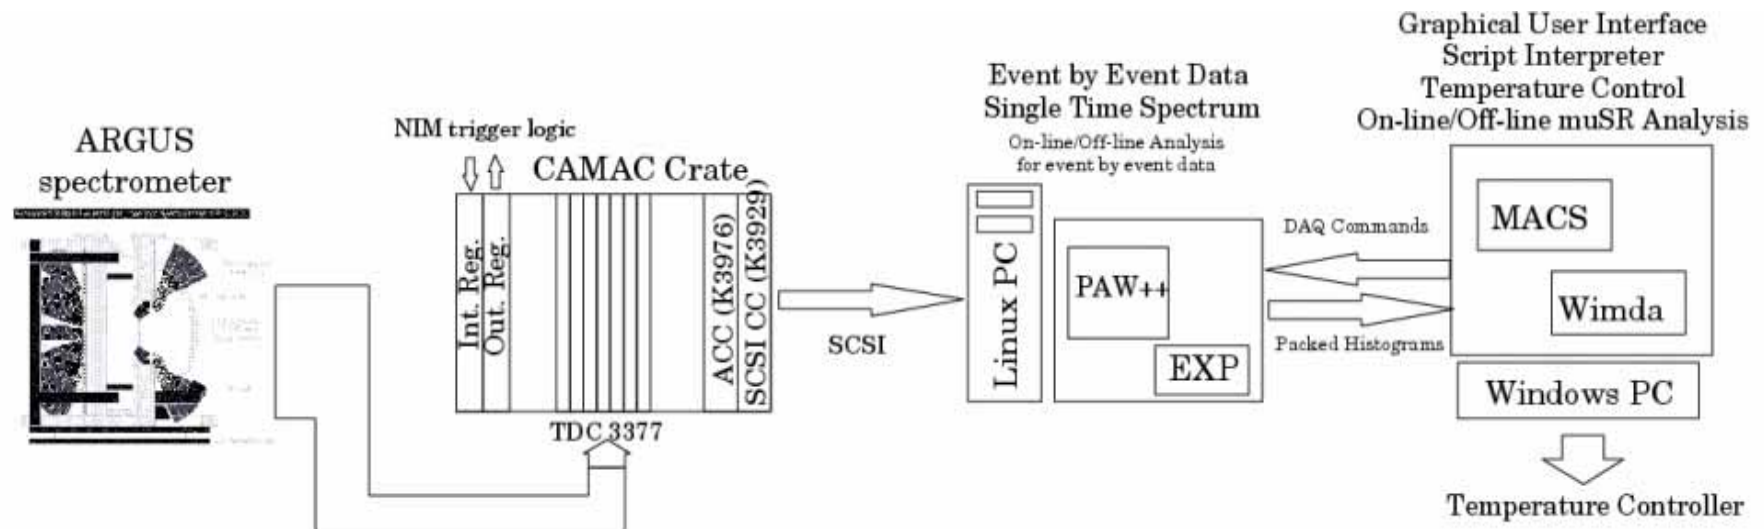 ARGUS
spectrometer
NIM trigger logic
CAMAC Crate
Int. Reg.
Out. Reg.
ACC (K3976)
SCSI CC (K3929)
TDC 3377
SCSI
Event by Event Data
Single Time Spectrum
On-line/Off-line Analysis
for event by event data
Linux PC
PAW++
EXP
DAQ Commands
Packed Histograms
Graphical User Interface
Script Interpreter
Temperature Control
On-line/Off-line muSR Analysis
MACS
Wimda
Windows PC
Temperature Controller